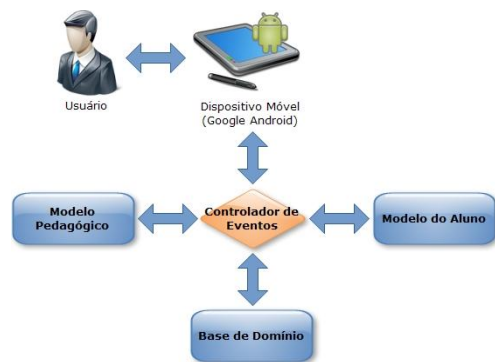 Usuário
Dispositivo Móvel
(Google Android)
Modelo
Pedagógico
Controlador de
Eventos
Modelo do Aluno
Base de Domínio